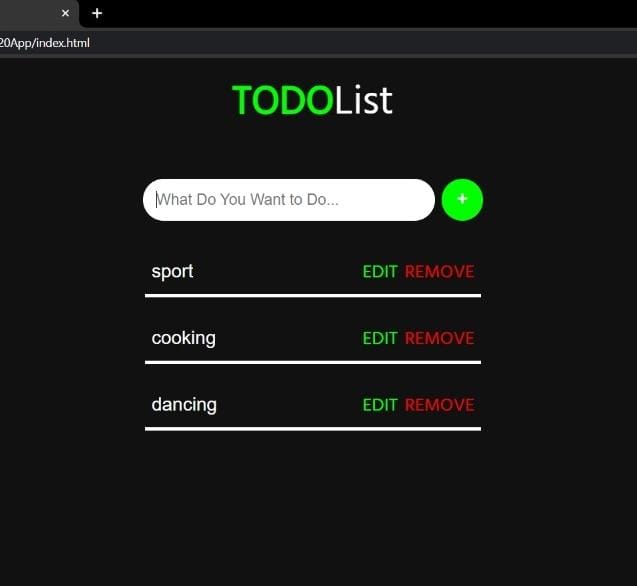 × +
20App/index.html
TODOList
What Do You Want to Do...
+
sport EDIT REMOVE
cooking EDIT REMOVE
dancing EDIT REMOVE